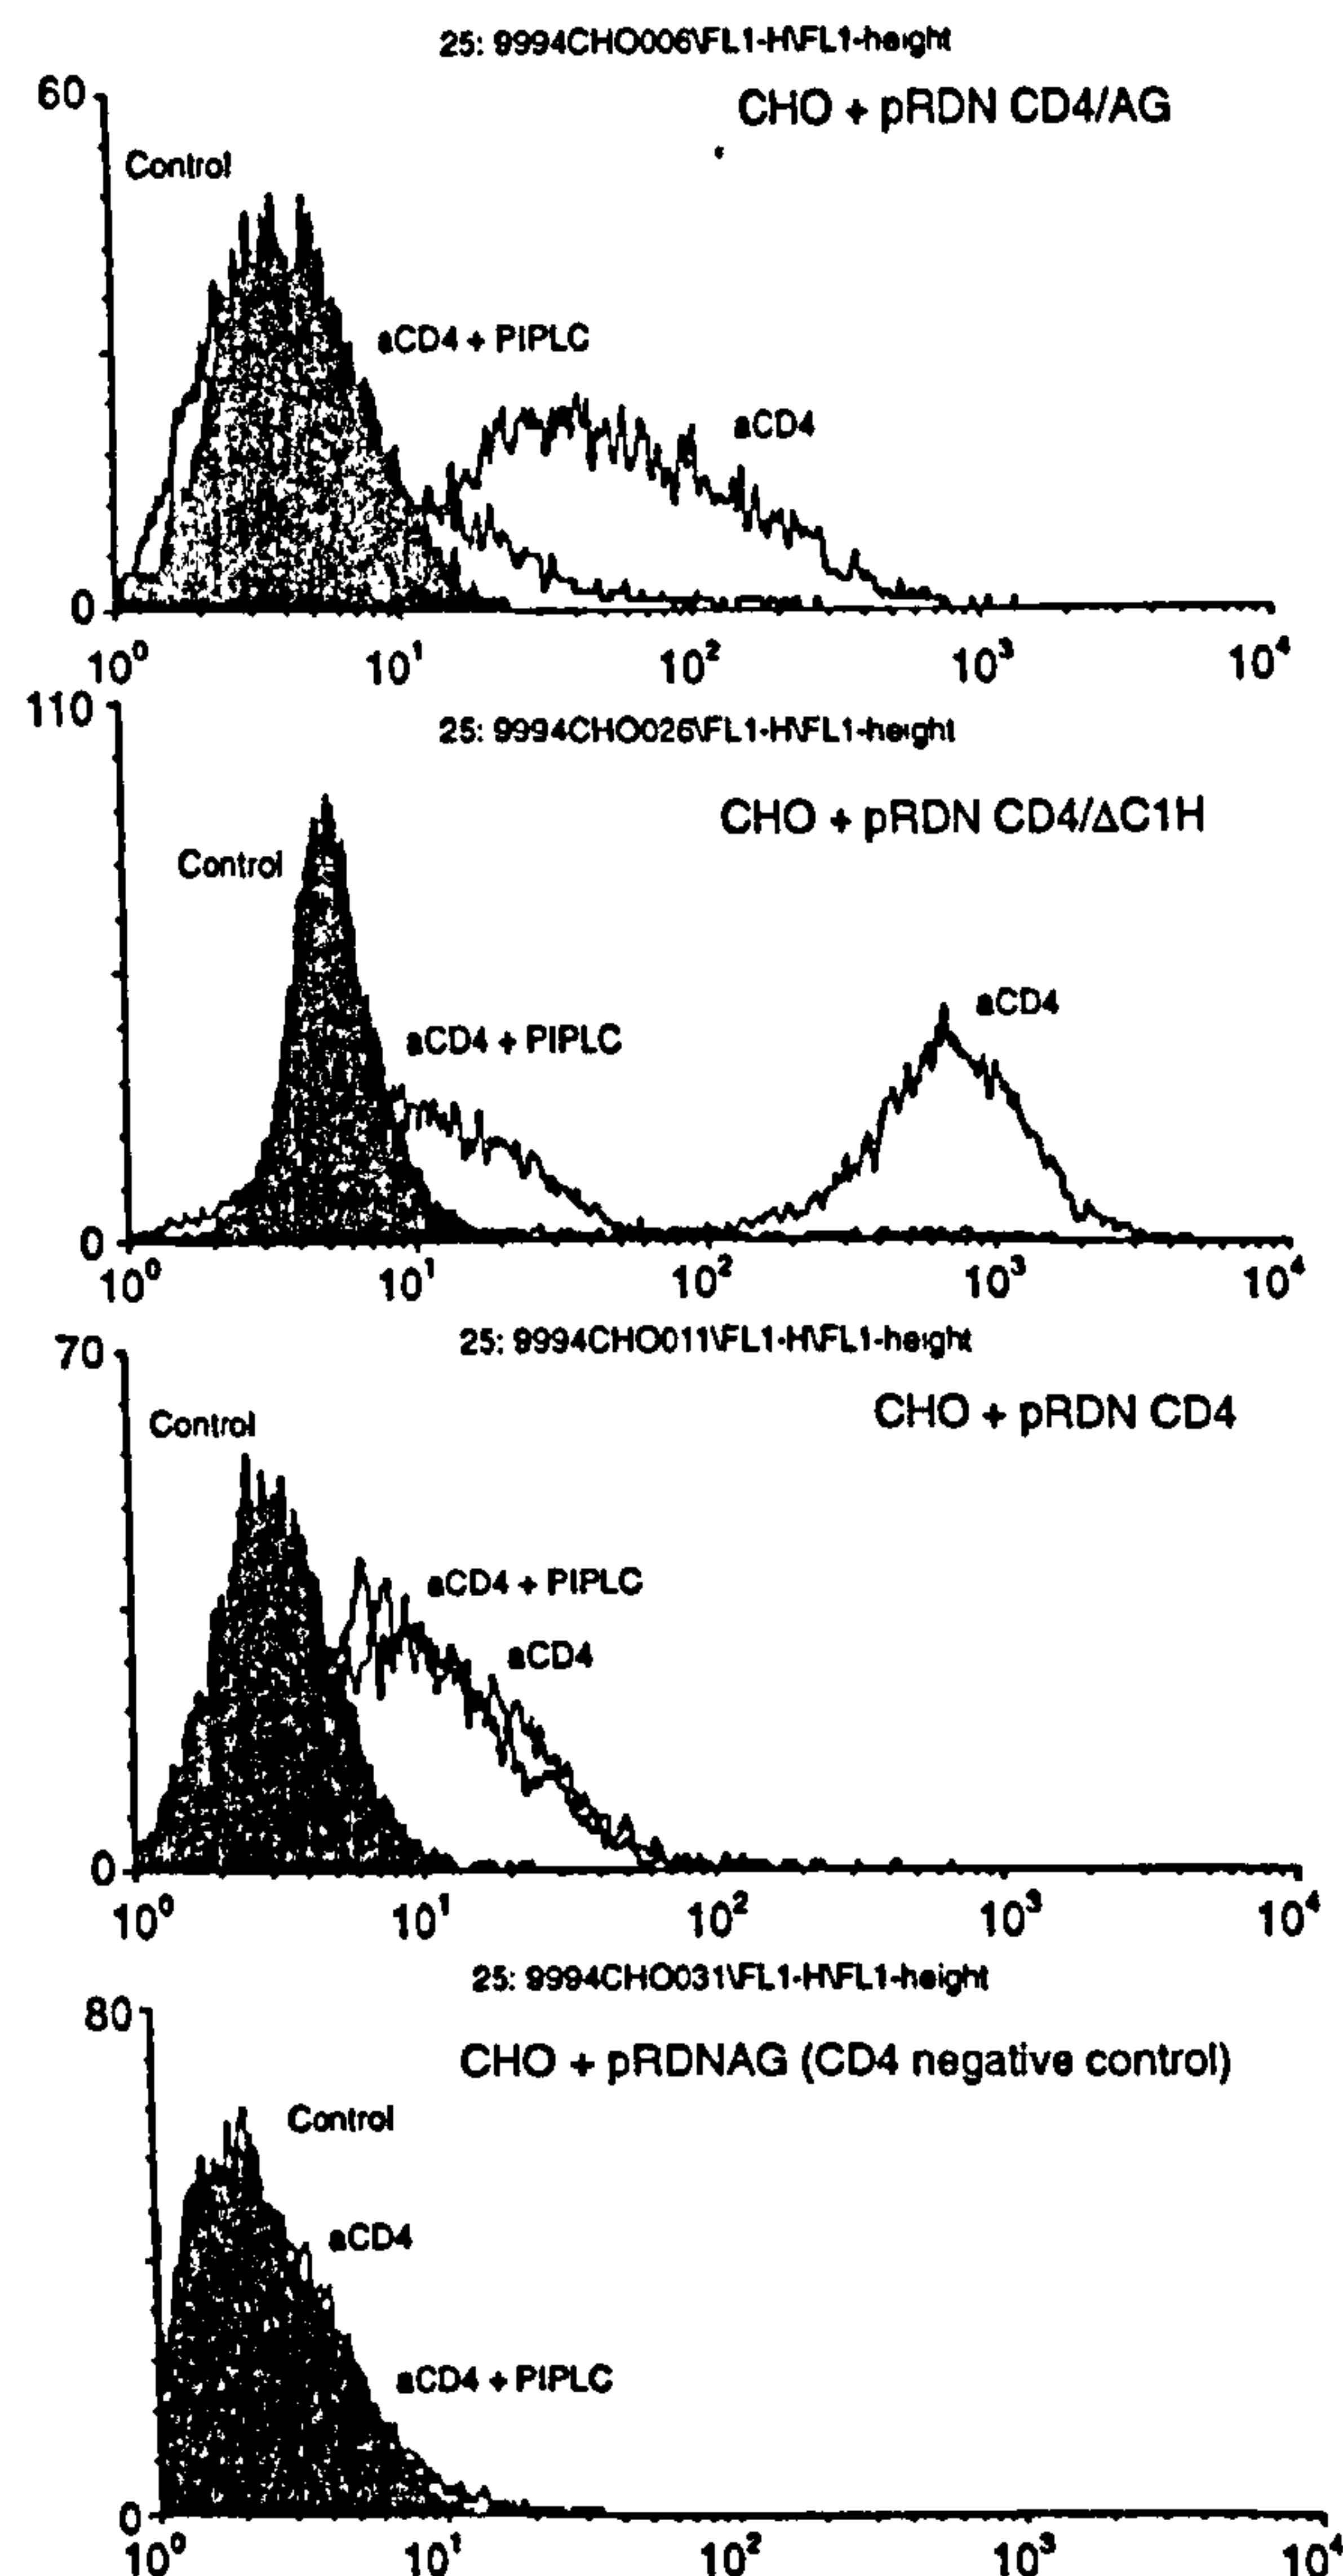 25: 9994CHO006\FL1-H\FL1-height
60
CHO + pRDN CD4/AG
Control
aCD4 + PIPLC
aCD4
0
10⁰ 10¹ 10² 10³ 10⁴
110
25: 9994CHO026\FL1-H\FL1-height
CHO + pRDN CD4/ΔC1H
Control
aCD4
aCD4 + PIPLC
0
10⁰ 10¹ 10² 10³ 10⁴
25: 9994CHO011\FL1-H\FL1-height
70
CHO + pRDN CD4
Control
aCD4 + PIPLC
aCD4
0
10⁰ 10¹ 10² 10³ 10⁴
25: 9994CHO031\FL1-H\FL1-height
80
CHO + pRDNAG (CD4 negative control)
Control
aCD4
aCD4 + PIPLC
0
10⁰ 10¹ 10² 10³ 10⁴